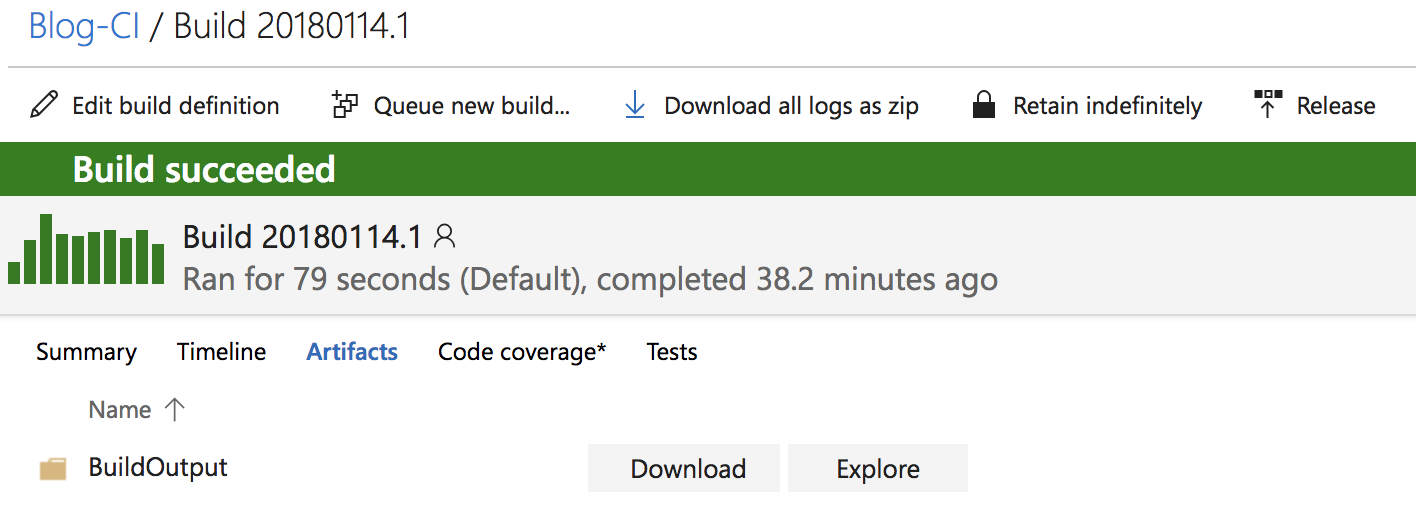 Blog-CI / Build 20180114.1
Edit build definition Queue new build... Download all logs as zip Retain indefinitely Release
Build succeeded
Build 20180114.1
Ran for 79 seconds (Default), completed 38.2 minutes ago
Summary Timeline Artifacts Code coverage* Tests
Name
BuildOutput Download Explore